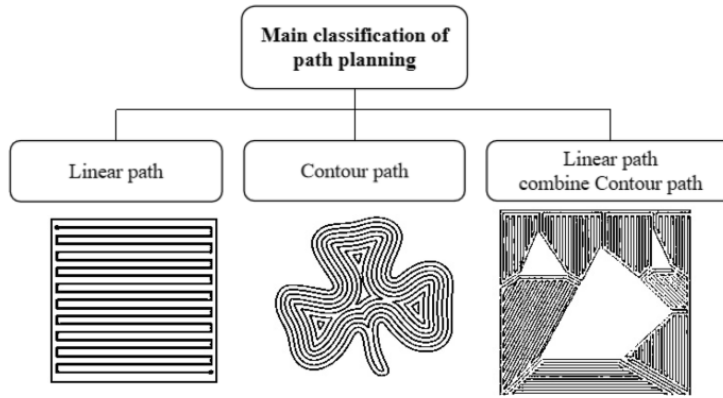 Main classification of
path planning
Linear path
Contour path
Linear path
combine Contour path